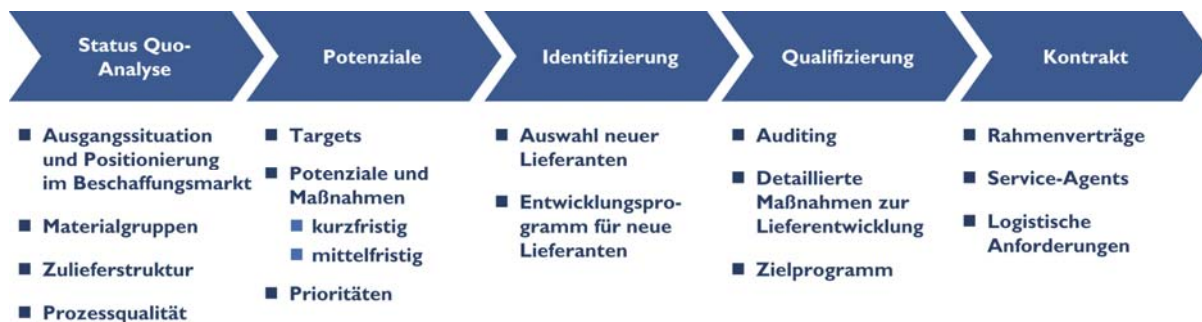 Status Quo-
Analyse
Potenziale
Identifizierung
Qualifizierung
Kontrakt
Ausgangssituation
und Positionierung
im Beschaffungsmarkt
Materialgruppen
Zulieferstruktur
Prozessqualität
Targets
Potenziale und
Maßnahmen
kurzfristig
mittelfristig
Prioritäten
Auswahl neuer
Lieferanten
Entwicklungspro-
gramm für neue
Lieferanten
Auditing
Detaillierte
Maßnahmen zur
Lieferentwicklung
Zielprogramm
Rahmenverträge
Service-Agents
Logistische
Anforderungen